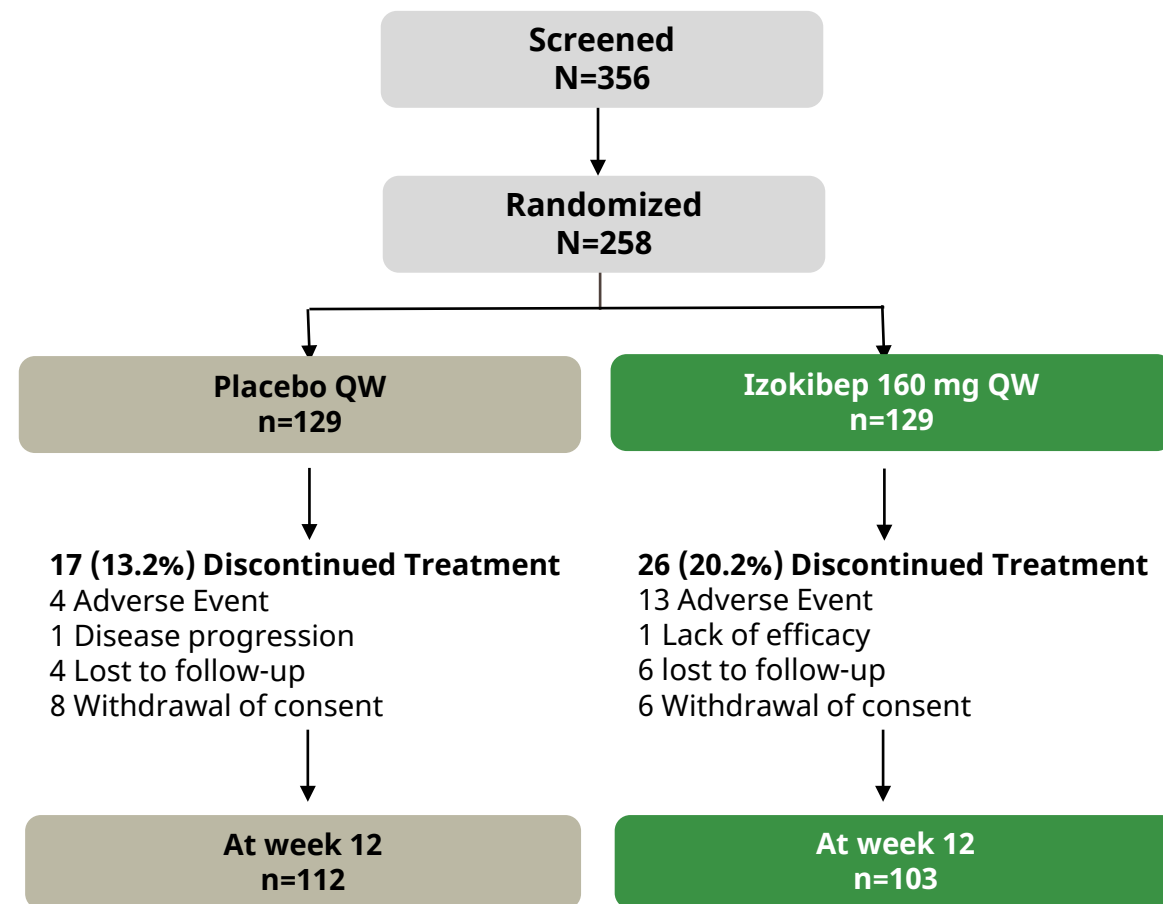 Screened
N=356
Randomized
N=258
Placebo QW
n=129
Izokibep 160 mg QW
n=129
17 (13.2%) Discontinued Treatment
4 Adverse Event
1 Disease progression
4 Lost to follow-up
8 Withdrawal of consent
26 (20.2%) Discontinued Treatment
13 Adverse Event
1 Lack of efficacy
6 lost to follow-up
6 Withdrawal of consent
At week 12
n=112
At week 12
n=103